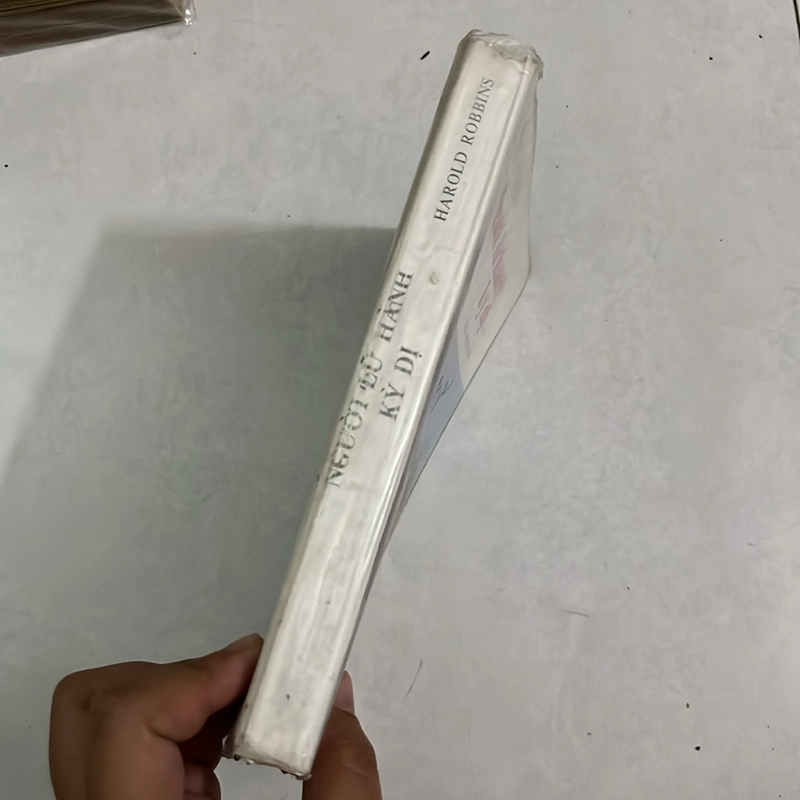 HAROLD ROBBINS
NGƯỜI LỮ HÀNH
KỲ DỊ